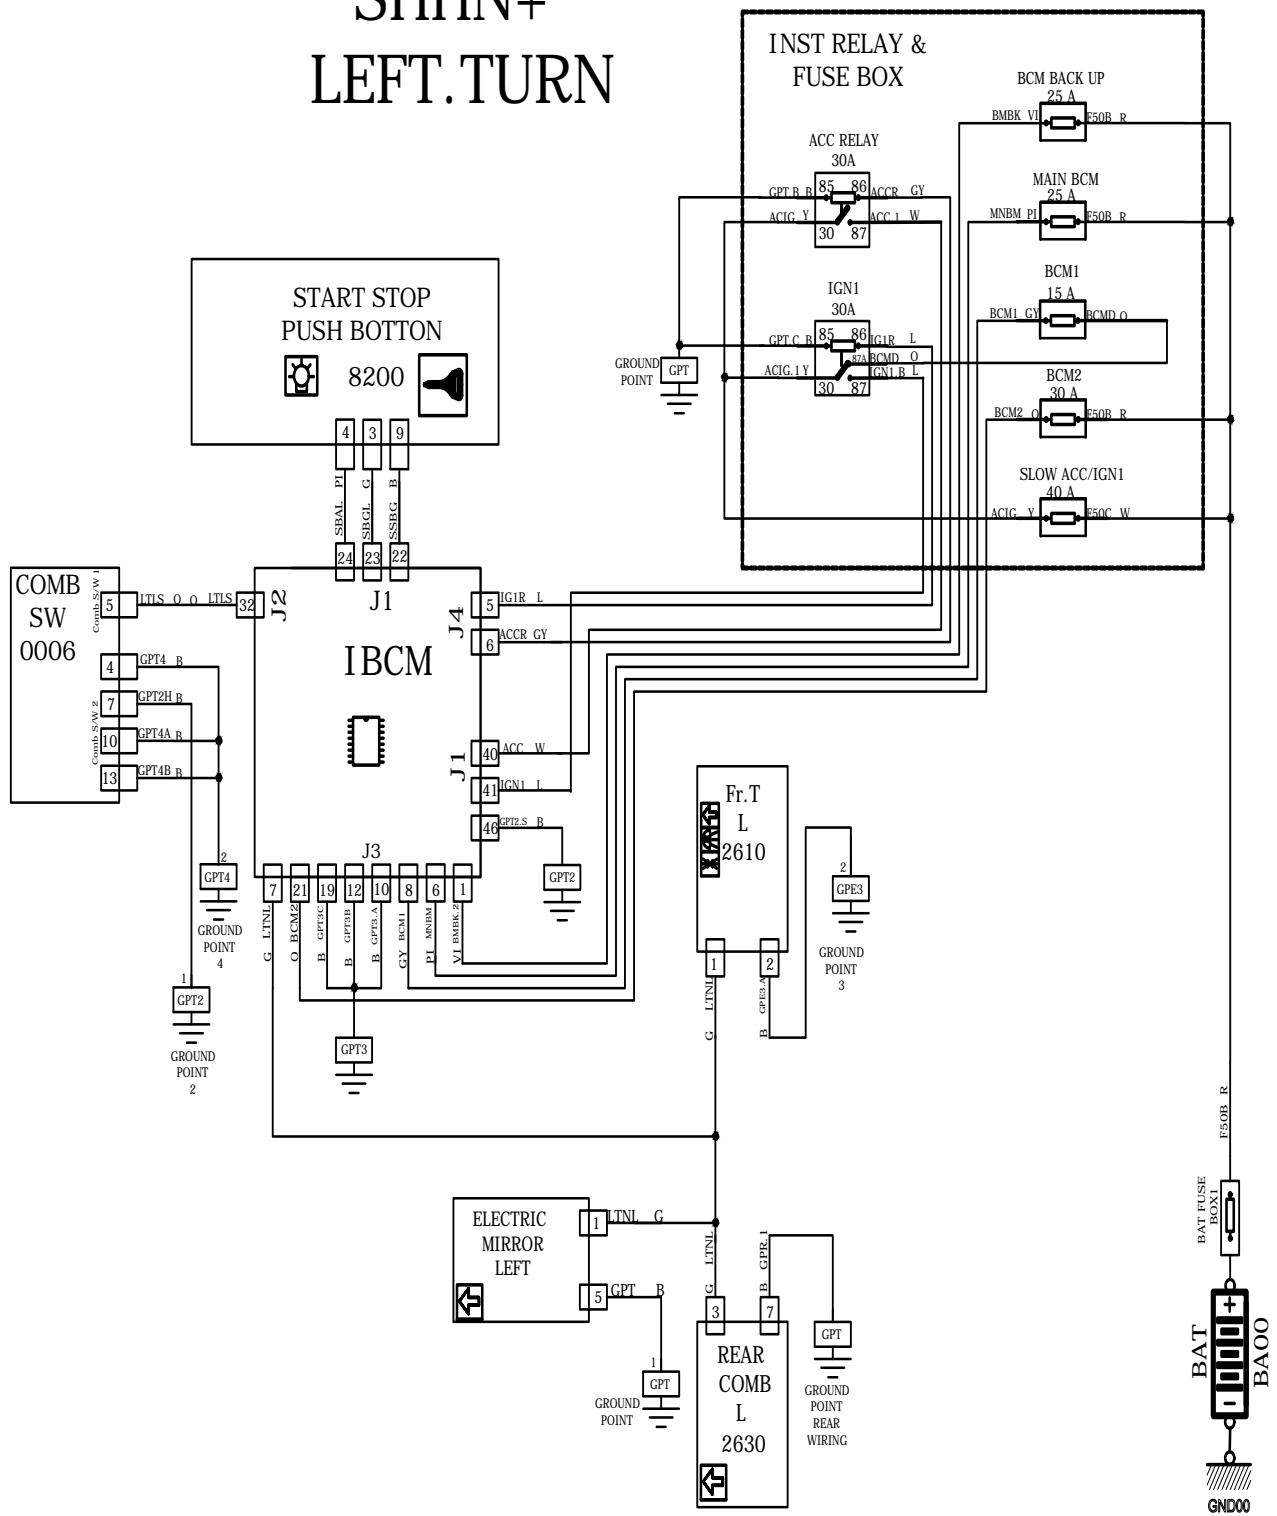 SHHN+
LEFT.TURN
INST RELAY &
FUSE BOX
BCM BACK UP
25 A
BMBK VI
F50B R
ACC RELAY
30A
85 86
GPT.B B
ACCR GY
ACIG Y
ACC.1 W
30 87
MAIN BCM
25 A
MNBM PI
F50B R
BCM1
15 A
BCM1 GY
BCMD O
IGN1
30A
85 86
GPT.C B
IG1R L
87A
BCMD O
ACIG.1 Y
IGN1.B L
30 87
GROUND
POINT
GPT
BCM2
30 A
BCM2 O
F50B R
SLOW ACC/IGN1
40 A
ACIG Y
F50C W
START STOP
PUSH BOTTON
8200
4 3 9
SBAL PI
SBGL G
SSBG B
24 23 22
COMB
SW
0006
Comb S/W 1
Comb S/W 2
5
LTLS O O LTLS
32
4
GPT4 B
7
GPT2H B
10
GPT4A B
13
GPT4B B
J2
J1
J4
IBCM
5
IG1R L
6
ACCR GY
J1
40
ACC W
41
IGN1 L
46
GPT2.S B
GPT2
J3
7 21 19 12 10 8 6 1
G LTNL
O BCM2
B GPT3C
B GPT3B
B GPT3.A
GY BCM1
PI MNBM
VI BMBK.2
2
GPT4
GROUND
POINT
4
1
GPT2
GROUND
POINT
2
GPT3
Fr.T
L
2610
1 2
G LTNL
B GPE3.A
2
GPE3
GROUND
POINT
3
ELECTRIC
MIRROR
LEFT
1
LTNL G
5
GPT B
1
GPT
GROUND
POINT
G LTNL
B GPR.1
3 7
REAR
COMB
L
2630
GPT
GROUND
POINT
REAR
WIRING
F50B R
BAT FUSE
BOX1
+
-
BAT
BA00
GND00